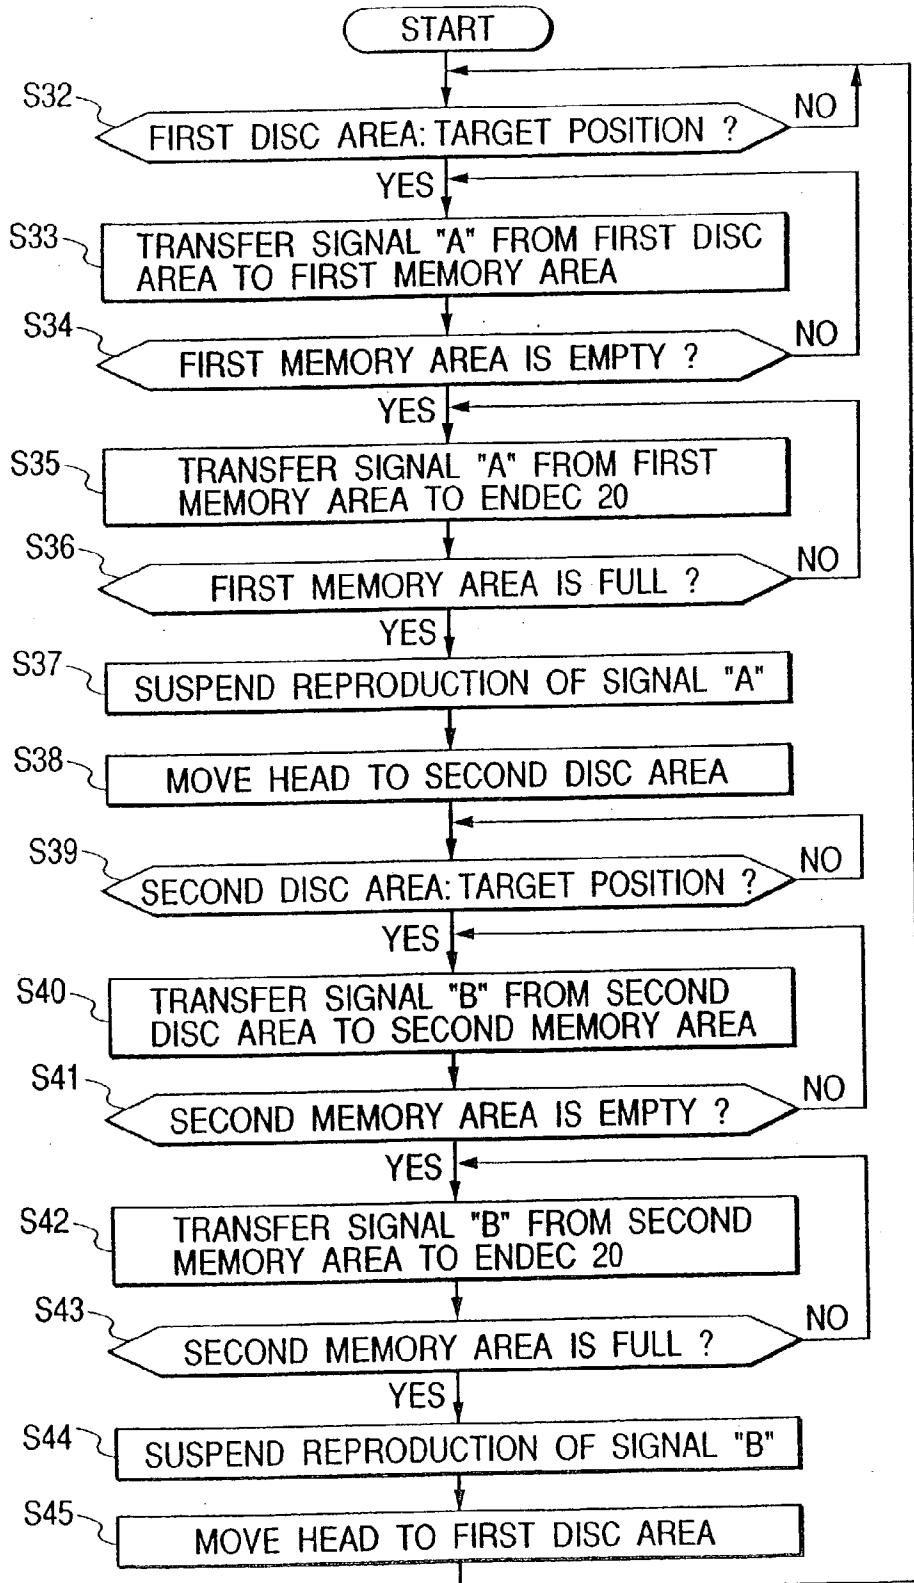 START
S32
FIRST DISC AREA: TARGET POSITION ?
NO
YES
S33
TRANSFER SIGNAL "A" FROM FIRST DISC
AREA TO FIRST MEMORY AREA
S34
FIRST MEMORY AREA IS EMPTY ?
NO
YES
S35
TRANSFER SIGNAL "A" FROM FIRST
MEMORY AREA TO ENDEC 20
S36
FIRST MEMORY AREA IS FULL ?
NO
YES
S37
SUSPEND REPRODUCTION OF SIGNAL "A"
S38
MOVE HEAD TO SECOND DISC AREA
S39
SECOND DISC AREA: TARGET POSITION ?
NO
YES
S40
TRANSFER SIGNAL "B" FROM SECOND
DISC AREA TO SECOND MEMORY AREA
S41
SECOND MEMORY AREA IS EMPTY ?
NO
YES
S42
TRANSFER SIGNAL "B" FROM SECOND
MEMORY AREA TO ENDEC 20
S43
SECOND MEMORY AREA IS FULL ?
NO
YES
S44
SUSPEND REPRODUCTION OF SIGNAL "B"
S45
MOVE HEAD TO FIRST DISC AREA